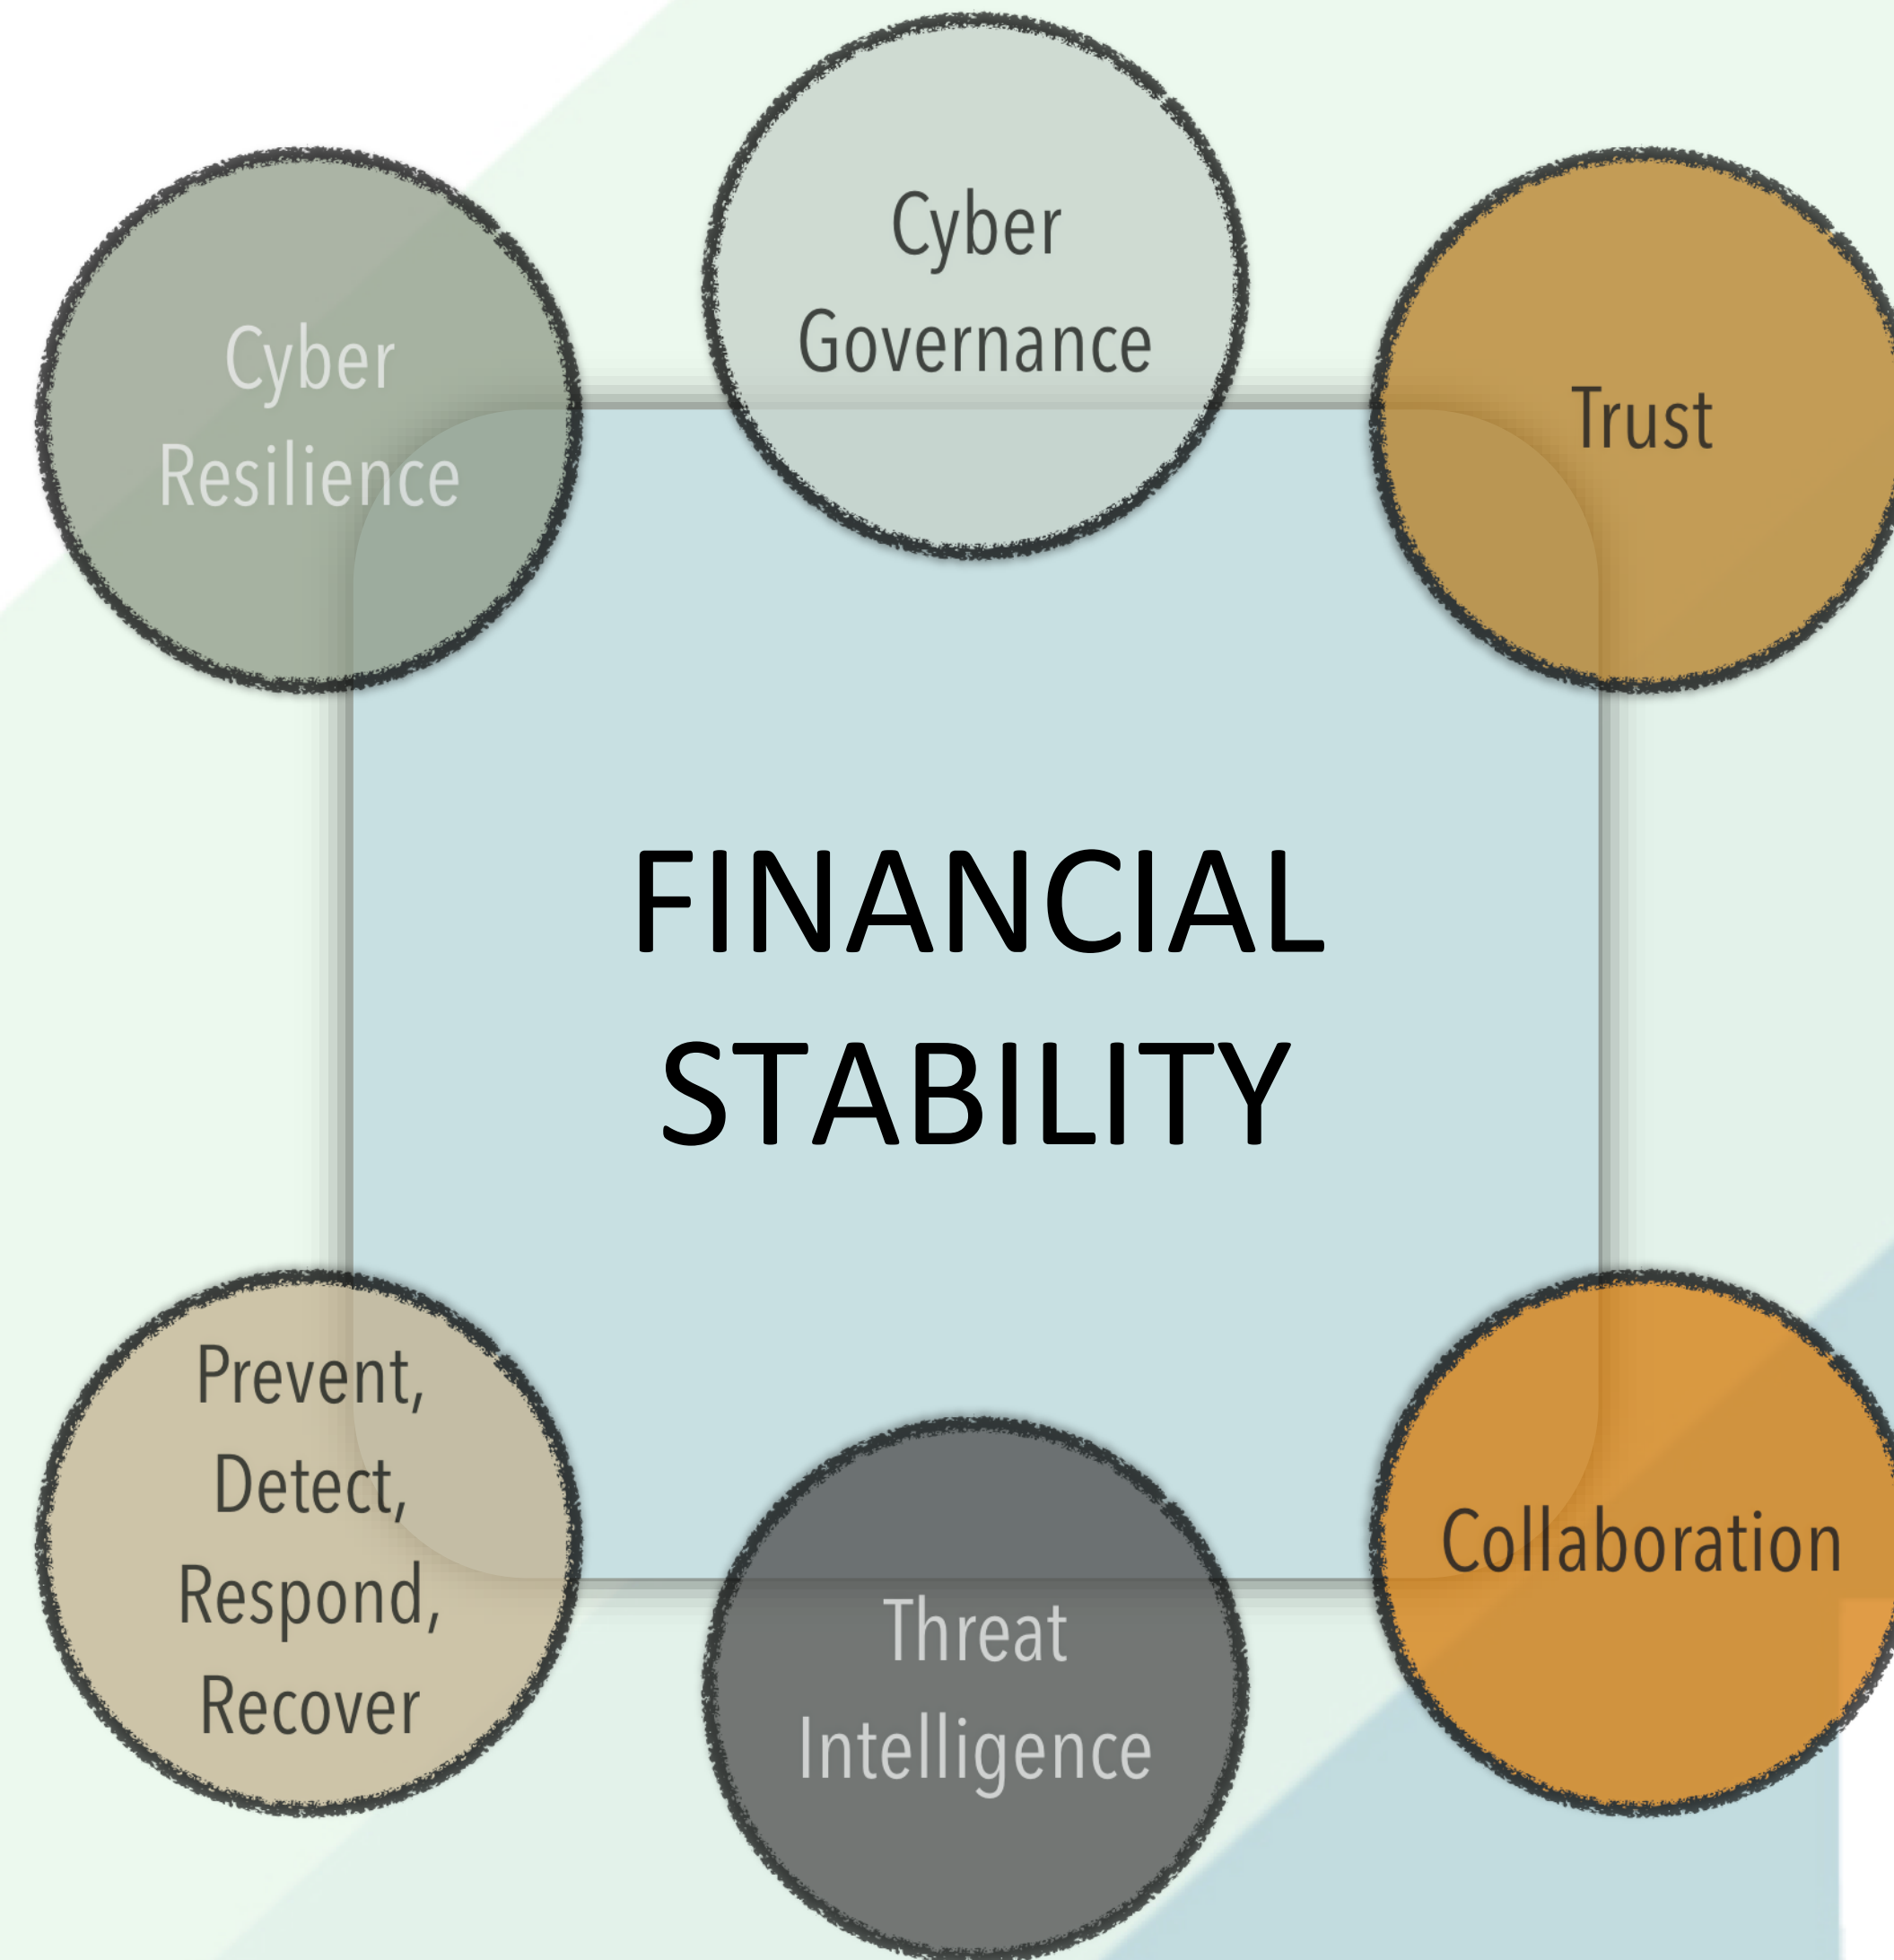 Cyber
Governance
Cyber
Resilience
Trust
FINANCIAL
STABILITY
Prevent,
Detect,
Respond,
Recover
Threat
Intelligence
Collaboration